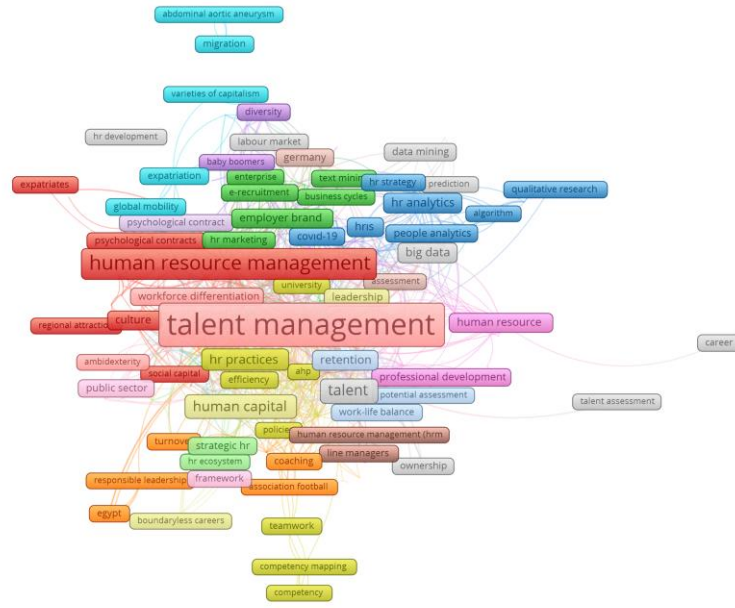 abdominal aortic aneurysm
migration
varieties of capitalism
diversity
hr development
labour market
data mining
baby boomers
germany
expatriates
expatriation
enterprise
text minin
hr strategy
prediction
qualitative research
e-recruitment
business cycles
hr analytics
global mobility
algorithm
psychological contract
employer brand
hris
people analytics
psychological contracts
hr marketing
covid-19
big data
human resource management
university
assessment
workforce differentiation
leadership
regional attractio
culture
talent management
human resource
career
hr practices
retention
ambidexterity
social capital
efficiency
ahp
professional development
public sector
talent
potential assessment
talent assessment
human capital
work-life balance
policie
human resource management (hrm
turnove
strategic hr
line managers
hr ecosystem
coaching
ownership
responsible leadership
framework
association football
egypt
boundaryless careers
teamwork
competency mapping
competency